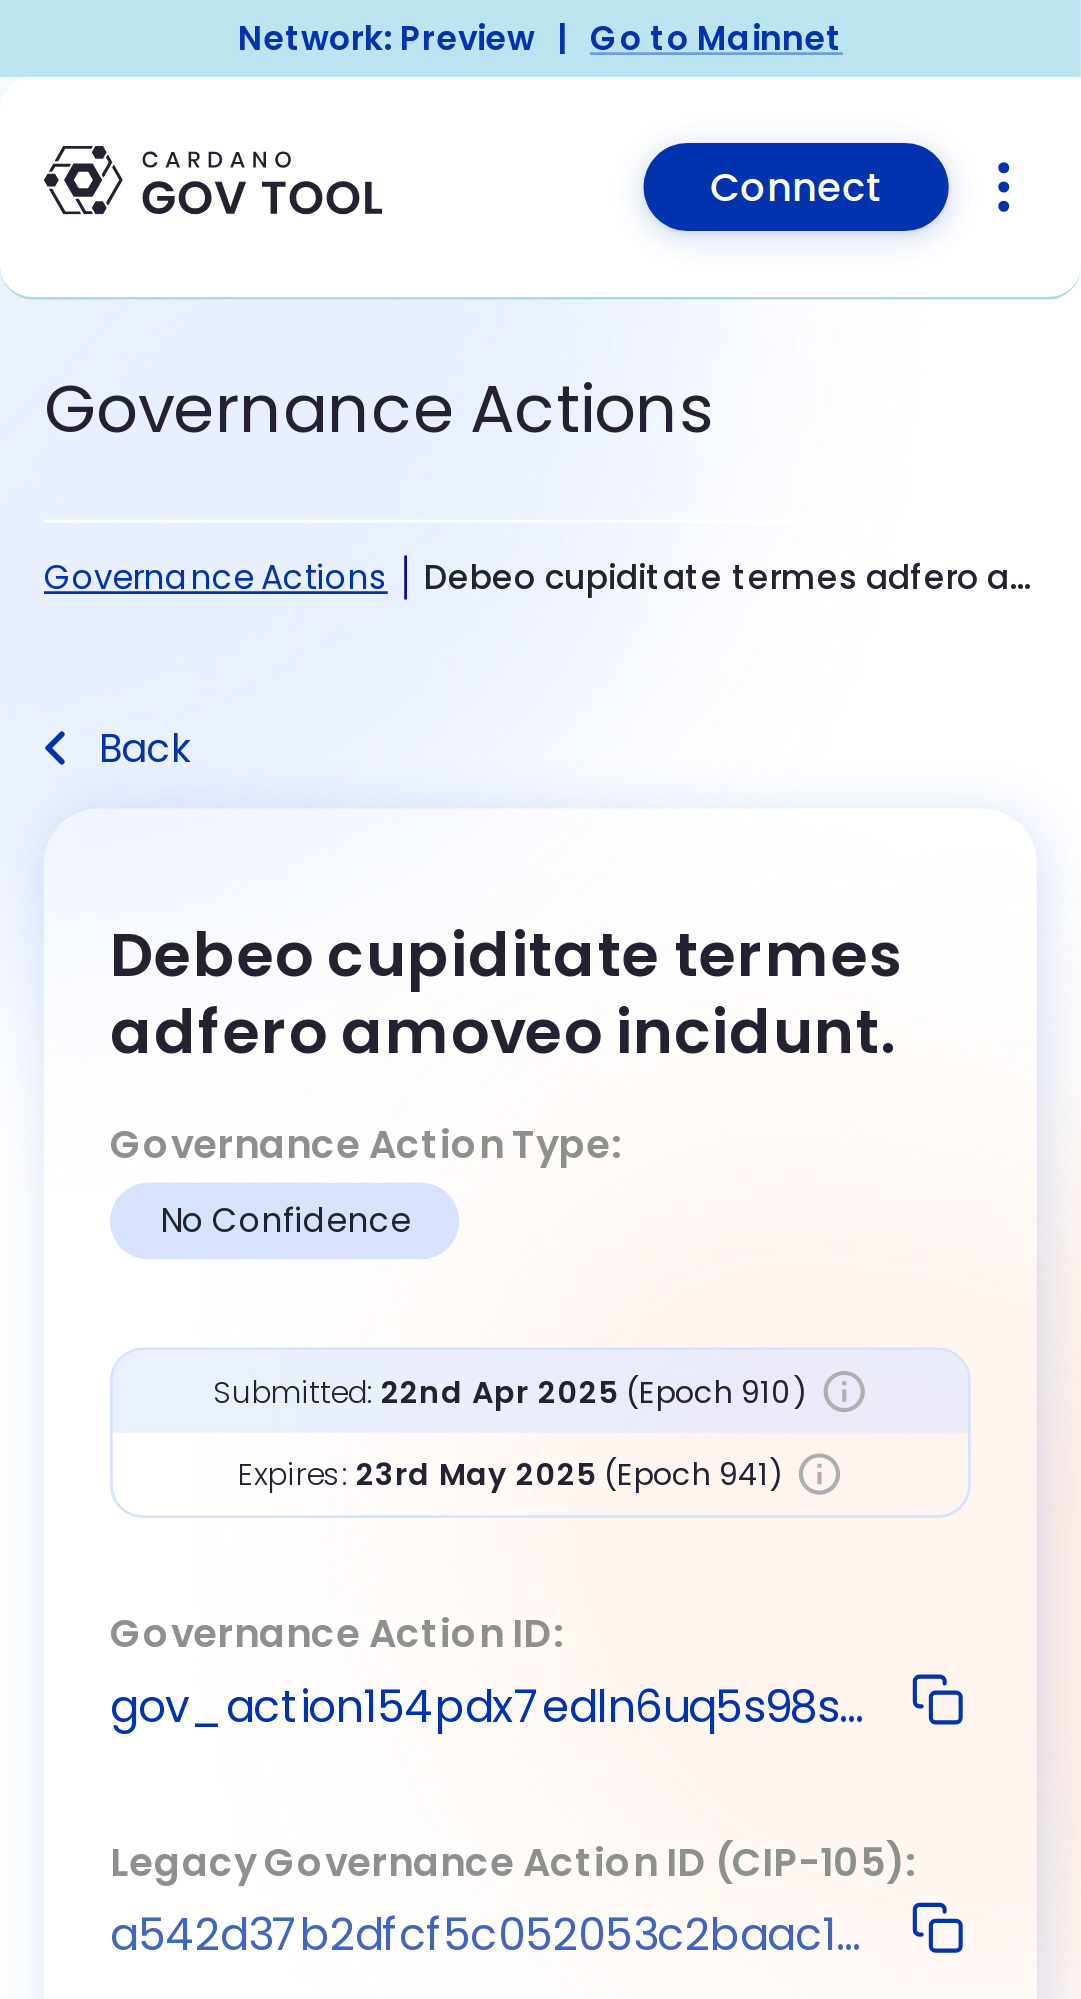 Network: Preview | Go to Mainnet
CARDANO
GOV TOOL
Connect
Governance Actions
Governance Actions | Debeo cupiditate termes adfero a...
Back
Debeo cupiditate termes
adfero amoveo incidunt.
Governance Action Type:
No Confidence
Submitted: 22nd Apr 2025 (Epoch 910)
Expires: 23rd May 2025 (Epoch 941)
Governance Action ID:
gov_action154pdx7edln6uq5s98s...
Legacy Governance Action ID (CIP-105):
a542d37b2dfcf5c052053c2baac1...